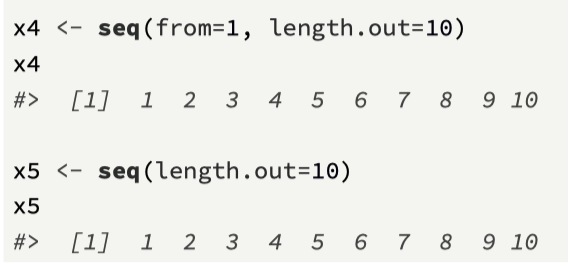 x4 <- seq(from=1, length.out=10)
x4
#>  [1]  1  2  3  4  5  6  7  8  9 10
x5 <- seq(length.out=10)
x5
#>  [1]  1  2  3  4  5  6  7  8  9 10